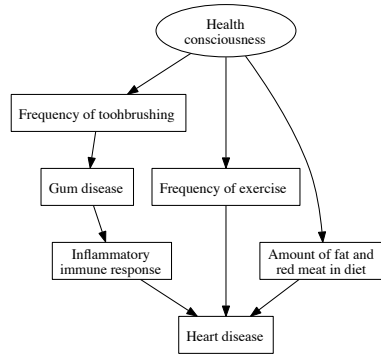 Health
consciousness
Frequency of toohbrushing
Gum disease
Frequency of exercise
Inflammatory
immune response
Amount of fat and
red meat in diet
Heart disease